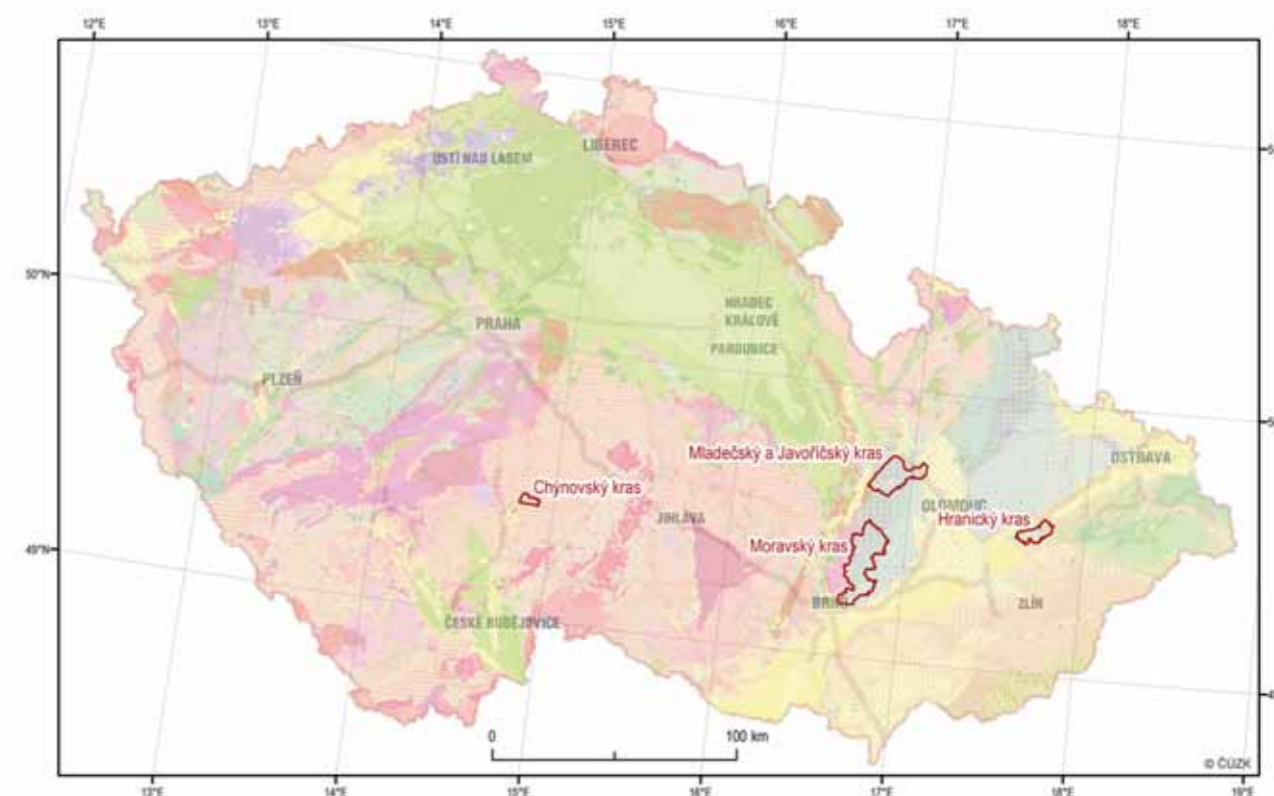 12°E 13°E 14°E 15°E 16°E 17°E 18°E
LIBEREC
ÚSTÍ NAD LABEM
50°N
HRADEC
KRÁLOVÉ
PRAHA
PARDUBICE
PLZEŇ
Mladečský a Javoříčský kras
OSTRAVA
Chýnovský kras
OLOMOUC
JIHLAVA
Hranický kras
49°N
Moravský kras
BRNO
ZLÍN
ČESKÉ BUDĚJOVICE
0 100 km
© ČÚZK
13°E 14°E 15°E 16°E 17°E 18°E 19°E